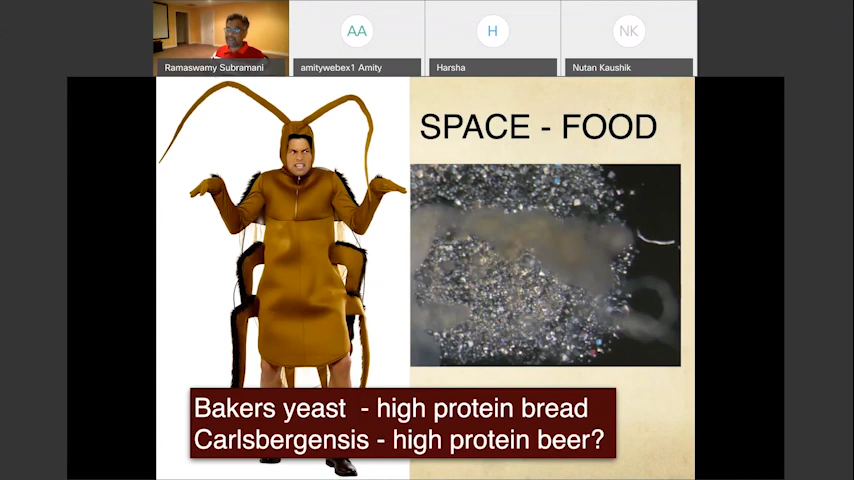 AA
H
NK
Ramaswamy Subramani
amitywebex1 Amity
Harsha
Nutan Kaushik
SPACE - FOOD
Bakers yeast - high protein bread
Carlsbergensis - high protein beer?